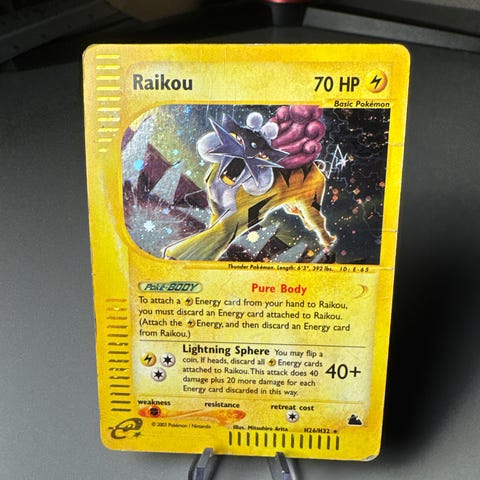 Raikou 70 HP
Basic Pokémon
Thunder Pokémon. Length: 6'3", 392 lbs. ID: E-65
Poké-BODY Pure Body
To attach a Energy card from your hand to Raikou,
you must discard an Energy card attached to Raikou.
(Attach the Energy, and then discard an Energy card
from Raikou.)
Lightning Sphere You may flip a
coin. If heads, discard all Energy cards
attached to Raikou. This attack does 40
damage plus 20 more damage for each
Energy card discarded in this way.
40+
weakness resistance retreat cost
© 2003 Pokémon / Nintendo
Illus. Mitsuhiro Arita H26/H32
e